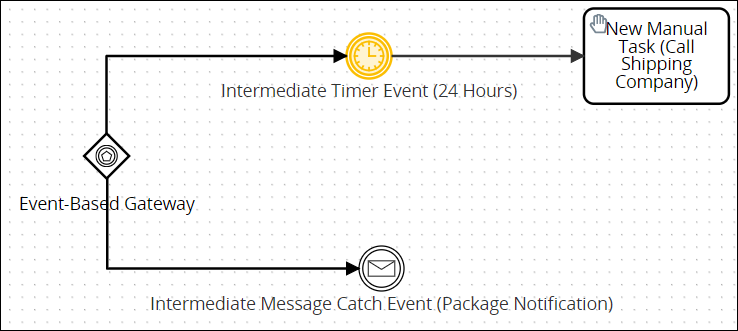 New Manual
Task (Call
Shipping
Company)
Intermediate Timer Event (24 Hours)
Event-Based Gateway
Intermediate Message Catch Event (Package Notification)